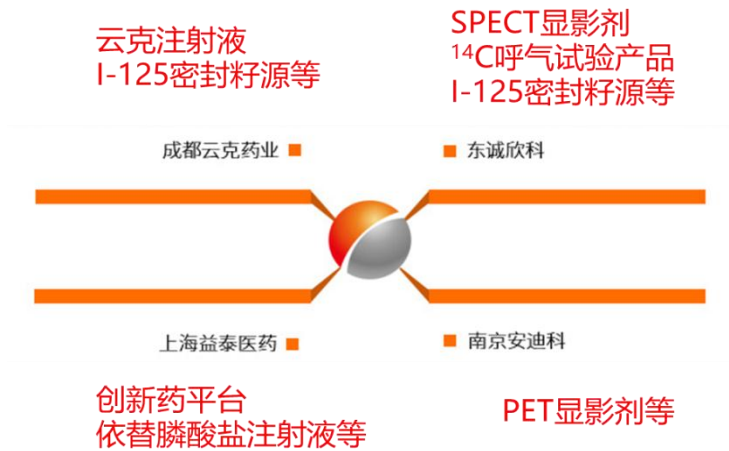 云克注射液
I-125密封籽源等
SPECT显影剂
¹⁴C呼气试验产品
I-125密封籽源等
成都云克药业
东诚欣科
上海益泰医药
南京安迪科
创新药平台
依替膦酸盐注射液等
PET显影剂等